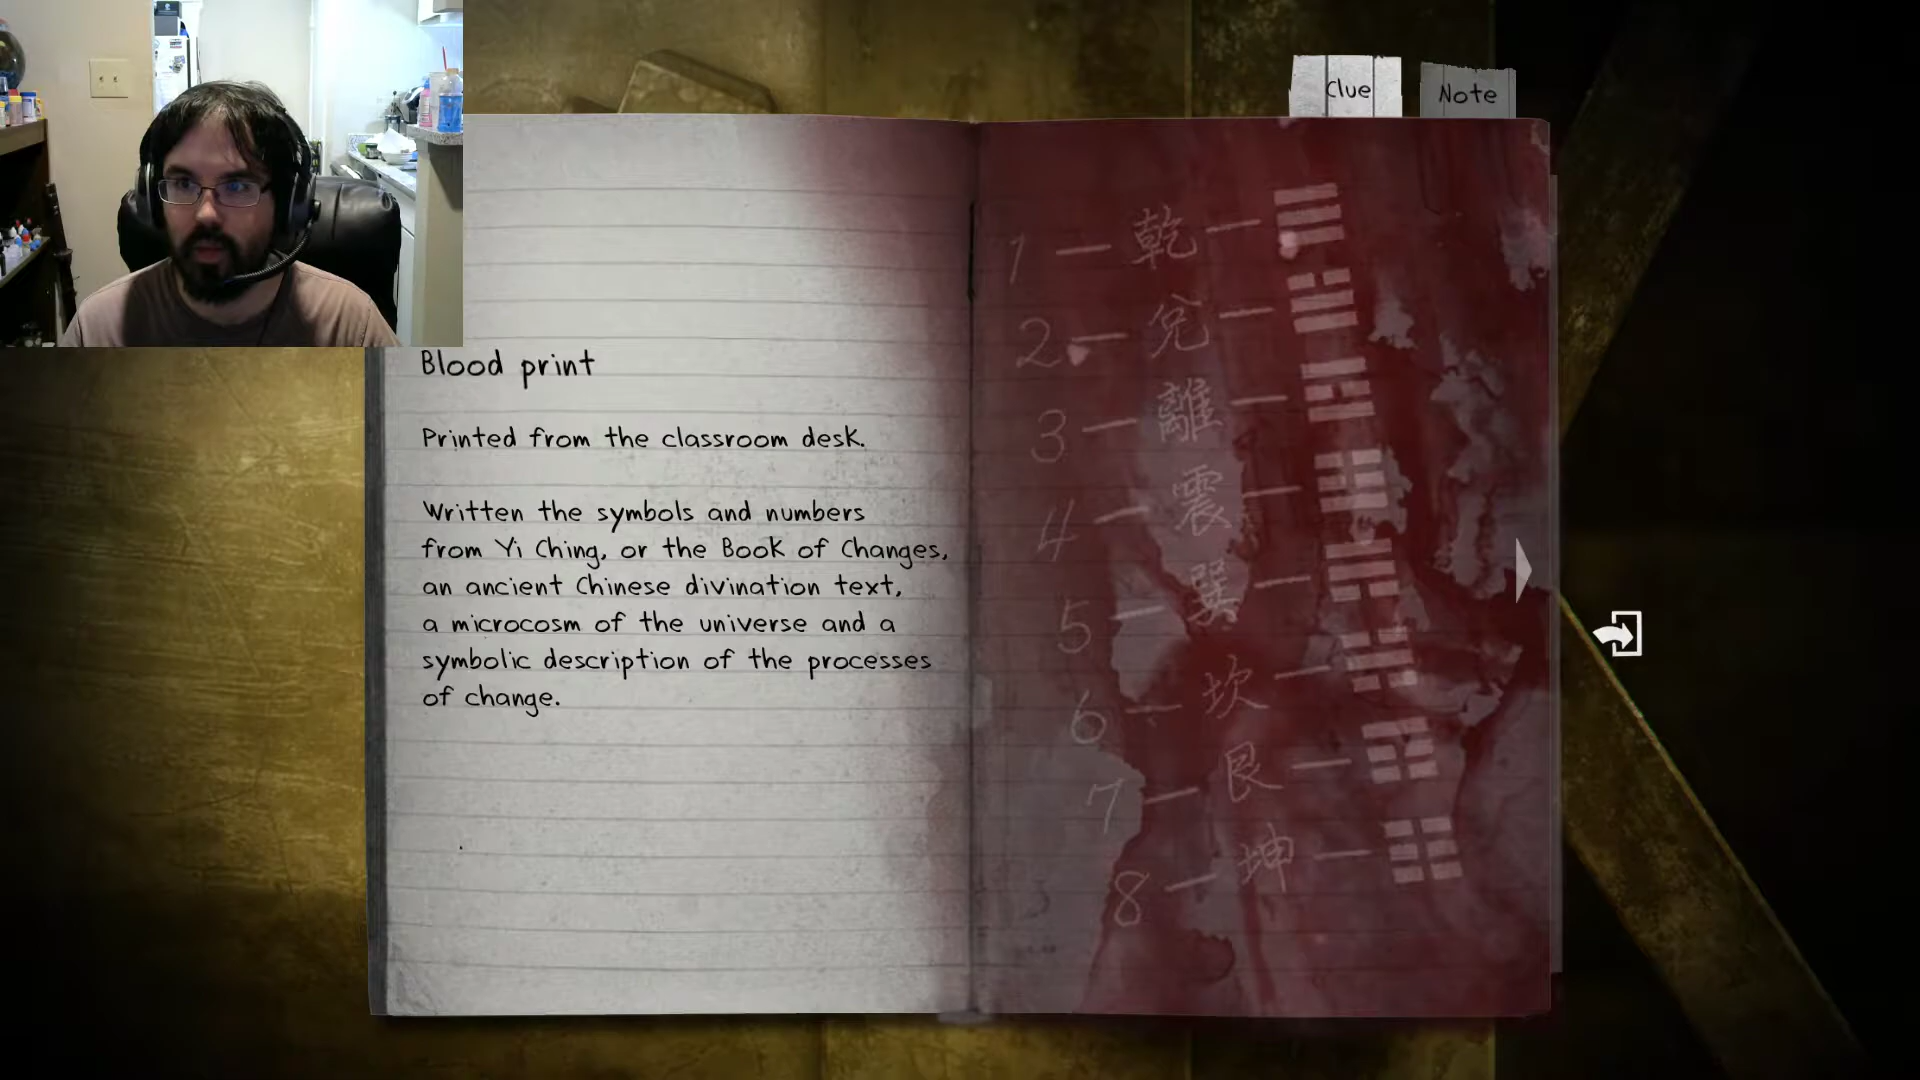 Clue
Note
Blood print
Printed from the classroom desk.
Written the symbols and numbers
from Yi Ching, or the Book of Changes,
an ancient Chinese divination text,
a microcosm of the universe and a
symbolic description of the processes
of change.
1 — 乾 — ☰
2 — 兌 — ☱
3 — 離 — ☲
4 — 震 — ☳
5 — 巽 — ☴
6 — 坎 — ☵
7 — 艮 — ☶
8 — 坤 — ☷